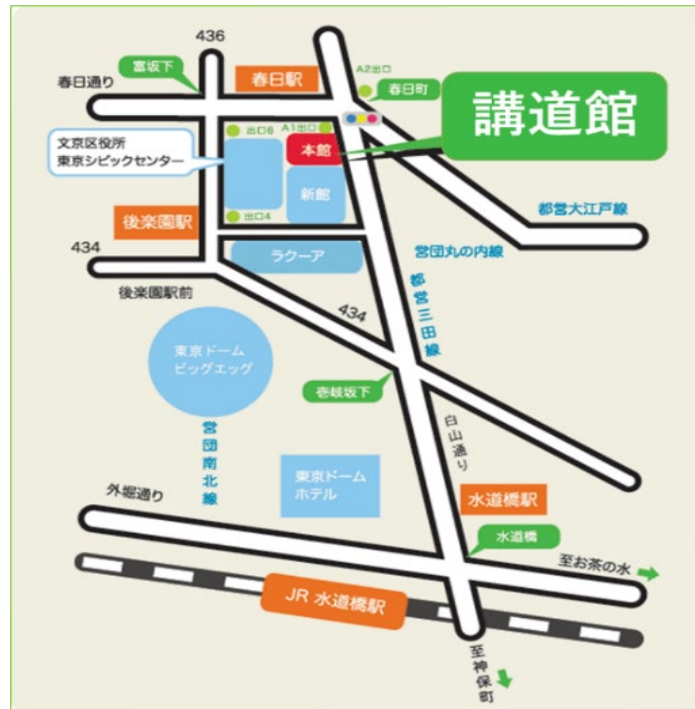 436
A2出口
富坂下
春日駅
春日通り
春日町
講道館
文京区役所
東京シビックセンター
出口6
A1出口
本館
新館
都営大江戸線
後楽園駅
出口4
434
ラクーア
営団丸の内線
後楽園駅前
434
都営三田線
東京ドーム
ビッグエッグ
壱岐坂下
営団南北線
白山通り
東京ドーム
ホテル
外堀通り
水道橋駅
水道橋
至お茶の水
JR 水道橋駅
至神保町